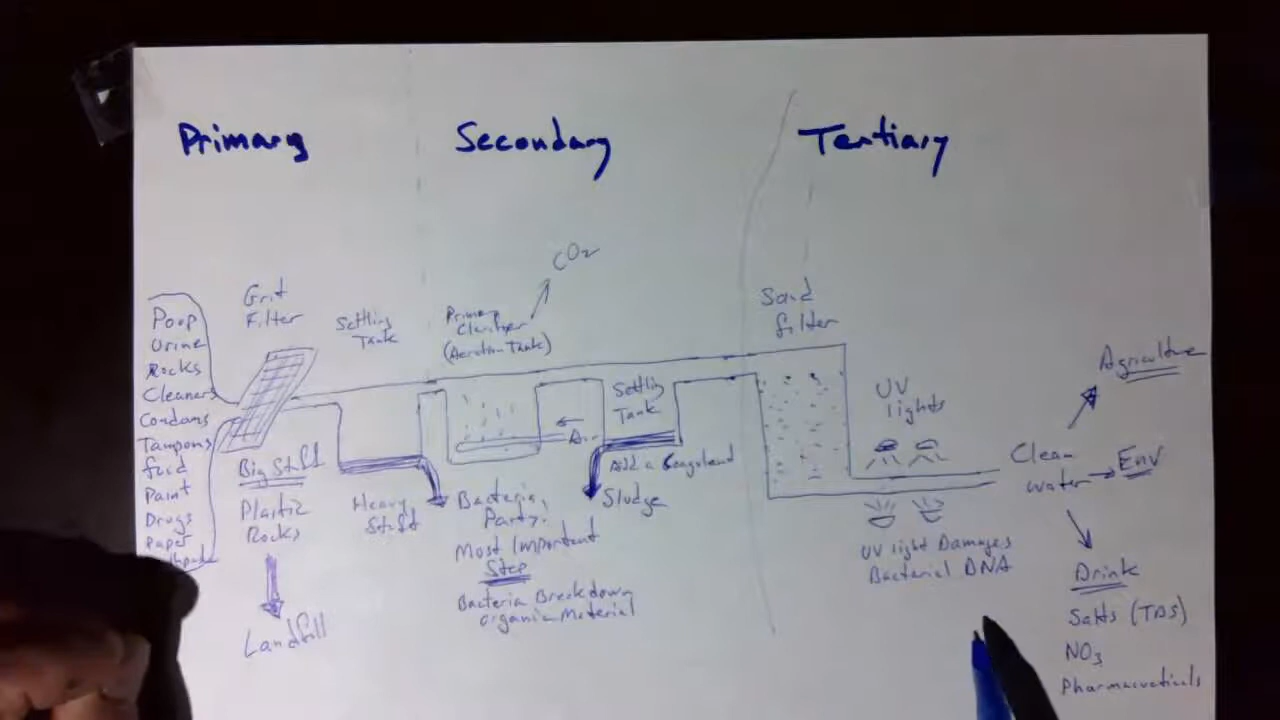 Primary
Secondary
Tertiary
Poop
Urine
Rocks
Cleaners
Condoms
Tampons
food
Paint
Drugs
Paper
Grit
Filter
Big Stuff
Plastic
Rocks
Landfill
Settling
Tank
Heavy
Stuff
CO2
Primary
Clarifyer
(Aeration Tank)
Air
Bacteria
Party!
Most Important
Step
Bacteria Breakdown
organic Material
Settling
Tank
Add a Coagulant
Sludge
Sand
filter
UV
lights
UV light Damages
Bacterial DNA
Clean
water
Agriculture
Env
Drink
Salts (TDS)
NO3
Pharmaceuticals